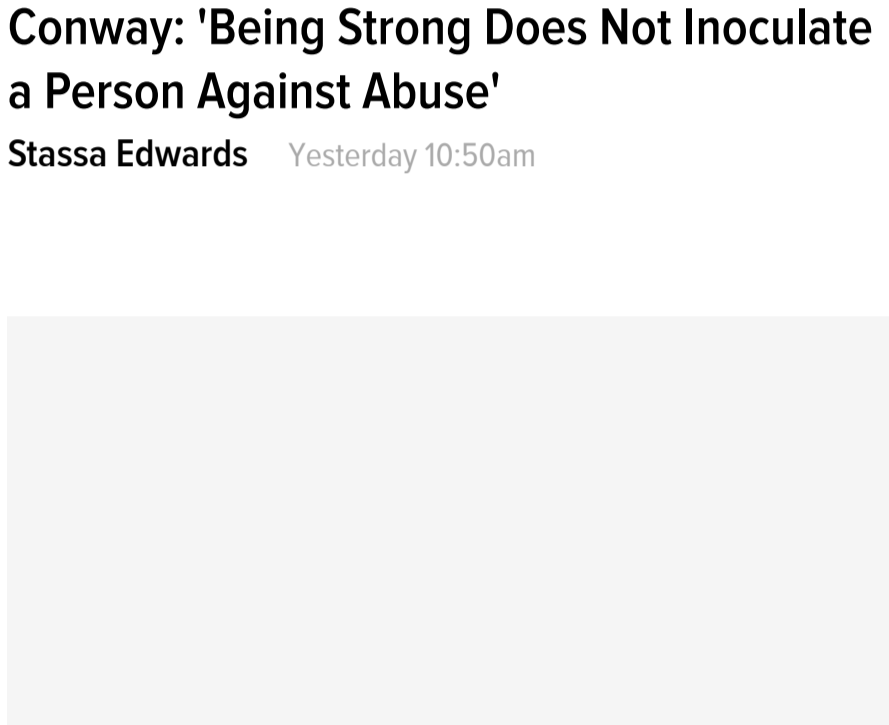 Conway: 'Being Strong Does Not Inoculate
a Person Against Abuse'
Stassa Edwards Yesterday 10:50am